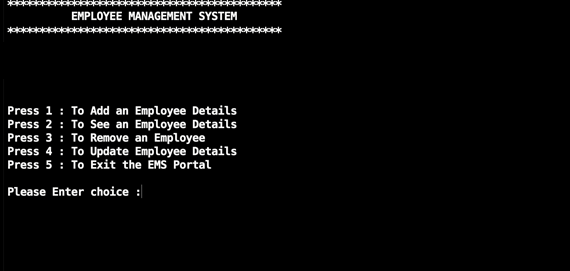 *******************************************
EMPLOYEE MANAGEMENT SYSTEM
*******************************************
Press 1 : To Add an Employee Details
Press 2 : To See an Employee Details
Press 3 : To Remove an Employee
Press 4 : To Update Employee Details
Press 5 : To Exit the EMS Portal
Please Enter choice :